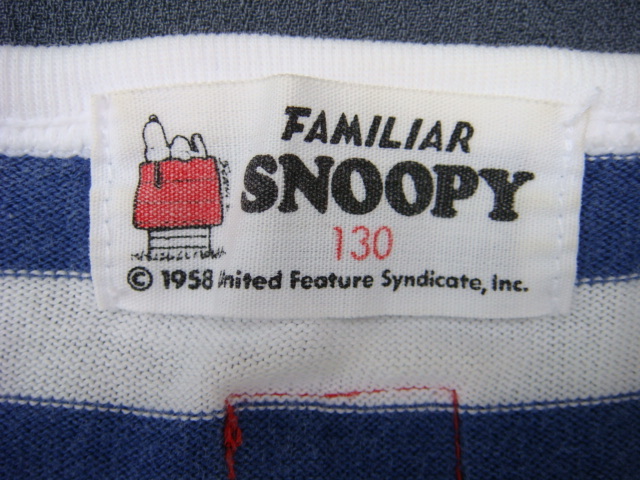 FAMILIAR
SNOOPY
130
© 1958 United Feature Syndicate, Inc.